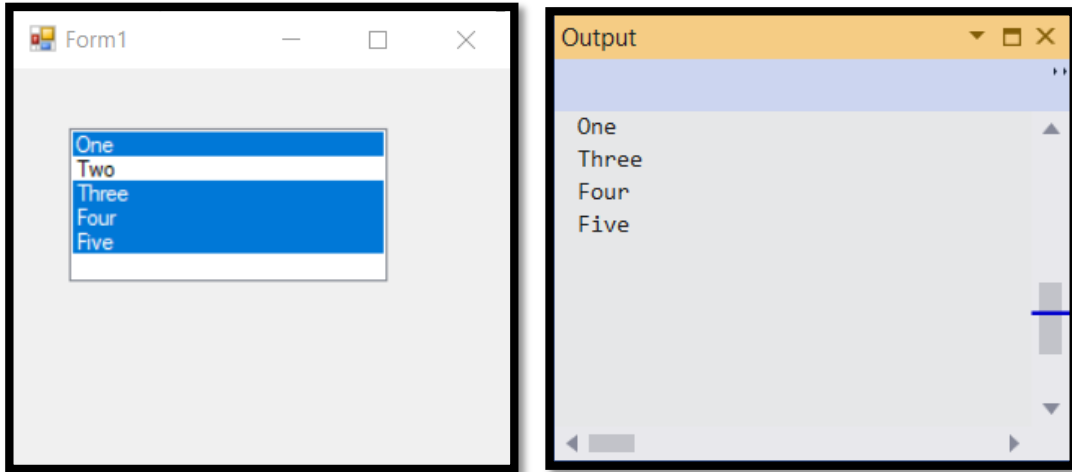 Form1
One
Two
Three
Four
Five
Output
One
Three
Four
Five